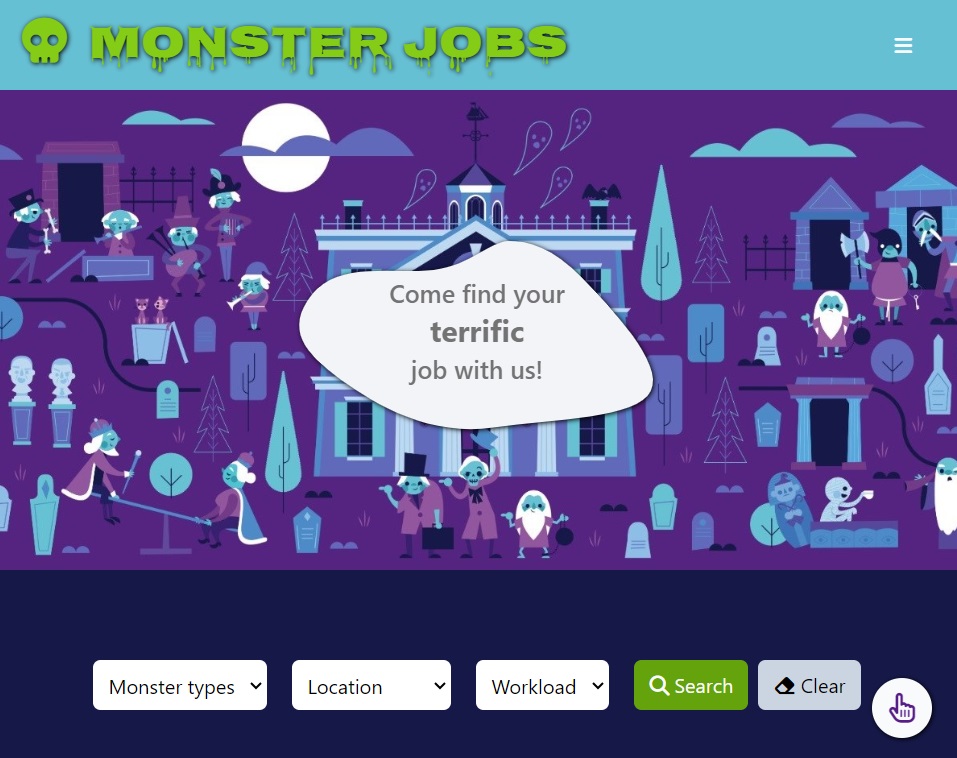 MONSTER JOBS
Come find your
terrific
job with us!
Monster types
Location
Workload
Search
Clear